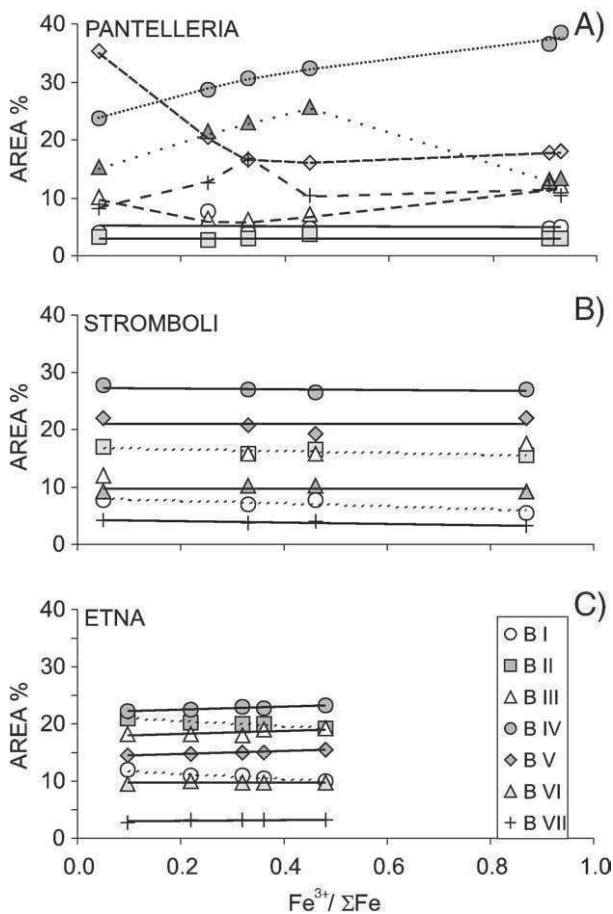 A)
PANTELLERIA
40
30
20
10
0
AREA %
B)
STROMBOLI
40
30
20
10
0
AREA %
C)
ETNA
40
30
20
10
0
AREA %
B I
B II
B III
B IV
B V
B VI
B VII
0.0 0.2 0.4 0.6 0.8 1.0
Fe³⁺/ ΣFe